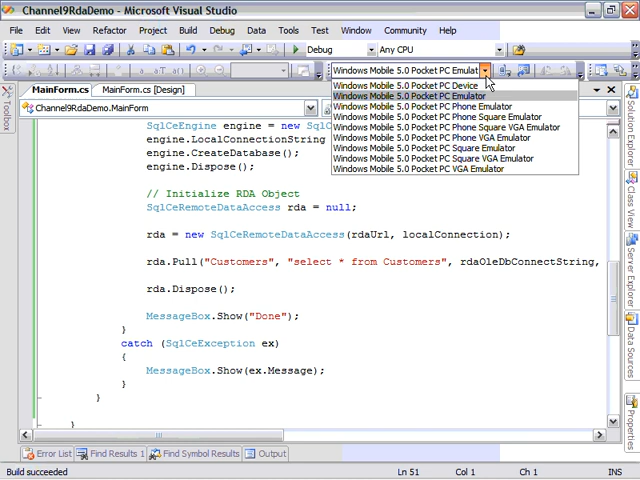 Channel9RdaDemo - Microsoft Visual Studio
File Edit View Refactor Project Build Debug Data Tools Test Window Community Help
Debug Any CPU
Windows Mobile 5.0 Pocket PC Emulat
MainForm.cs MainForm.cs [Design]
Channel9RdaDemo.MainForm
Windows Mobile 5.0 Pocket PC Device
Windows Mobile 5.0 Pocket PC Emulator
Windows Mobile 5.0 Pocket PC Phone Emulator
Windows Mobile 5.0 Pocket PC Phone Square Emulator
Windows Mobile 5.0 Pocket PC Phone Square VGA Emulator
Windows Mobile 5.0 Pocket PC Phone VGA Emulator
Windows Mobile 5.0 Pocket PC Square Emulator
Windows Mobile 5.0 Pocket PC Square VGA Emulator
Windows Mobile 5.0 Pocket PC VGA Emulator
SqlCeEngine engine = new Sql
engine.LocalConnectionString
engine.CreateDatabase();
engine.Dispose();
// Initialize RDA Object
SqlCeRemoteDataAccess rda = null;
rda = new SqlCeRemoteDataAccess(rdaUrl, localConnection);
rda.Pull("Customers", "select * from Customers", rdaOleDbConnectString,
rda.Dispose();
MessageBox.Show("Done");
}
catch (SqlCeException ex)
{
MessageBox.Show(ex.Message);
}
}
}
Toolbox
Solution Explorer
Class View
Server Explorer
Data Sources
Properties
Error List Find Results 1 Find Symbol Results Output
Build succeeded Ln 51 Col 1 Ch 1 INS